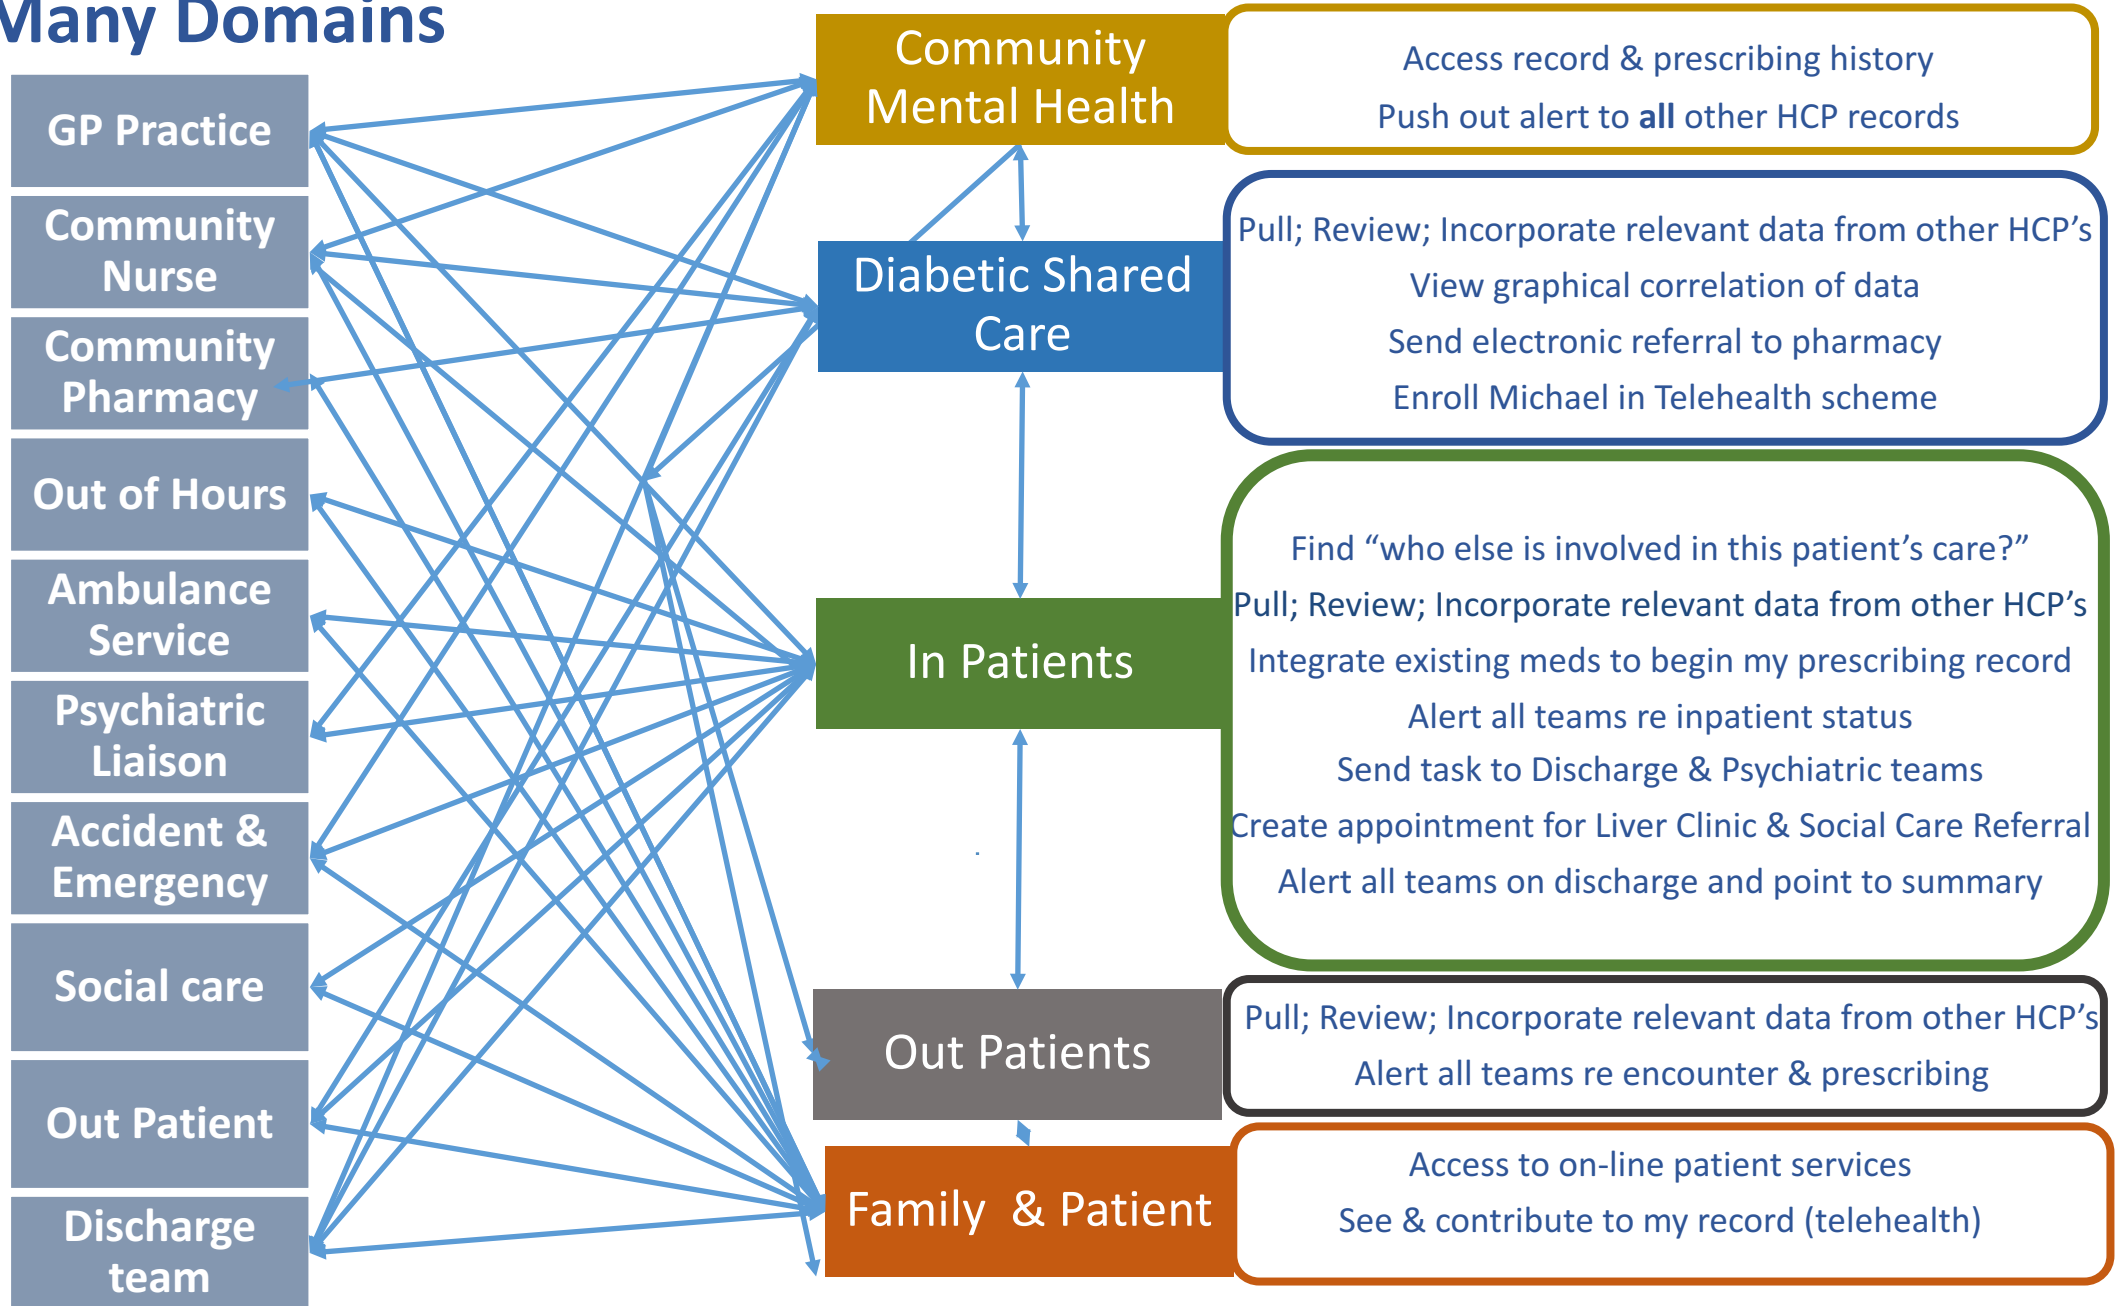 Many Domains
GP Practice
Community
Nurse
Community
Pharmacy
Out of Hours
Ambulance
Service
Psychiatric
Liaison
Accident &
Emergency
Social care
Out Patient
Discharge
team
Community
Mental Health
Access record & prescribing history
Push out alert to all other HCP records
Diabetic Shared
Care
Pull; Review; Incorporate relevant data from other HCP's
View graphical correlation of data
Send electronic referral to pharmacy
Enroll Michael in Telehealth scheme
In Patients
Find “who else is involved in this patient's care?”
Pull; Review; Incorporate relevant data from other HCP's
Integrate existing meds to begin my prescribing record
Alert all teams re inpatient status
Send task to Discharge & Psychiatric teams
Create appointment for Liver Clinic & Social Care Referral
Alert all teams on discharge and point to summary
Out Patients
Pull; Review; Incorporate relevant data from other HCP's
Alert all teams re encounter & prescribing
Family & Patient
Access to on-line patient services
See & contribute to my record (telehealth)